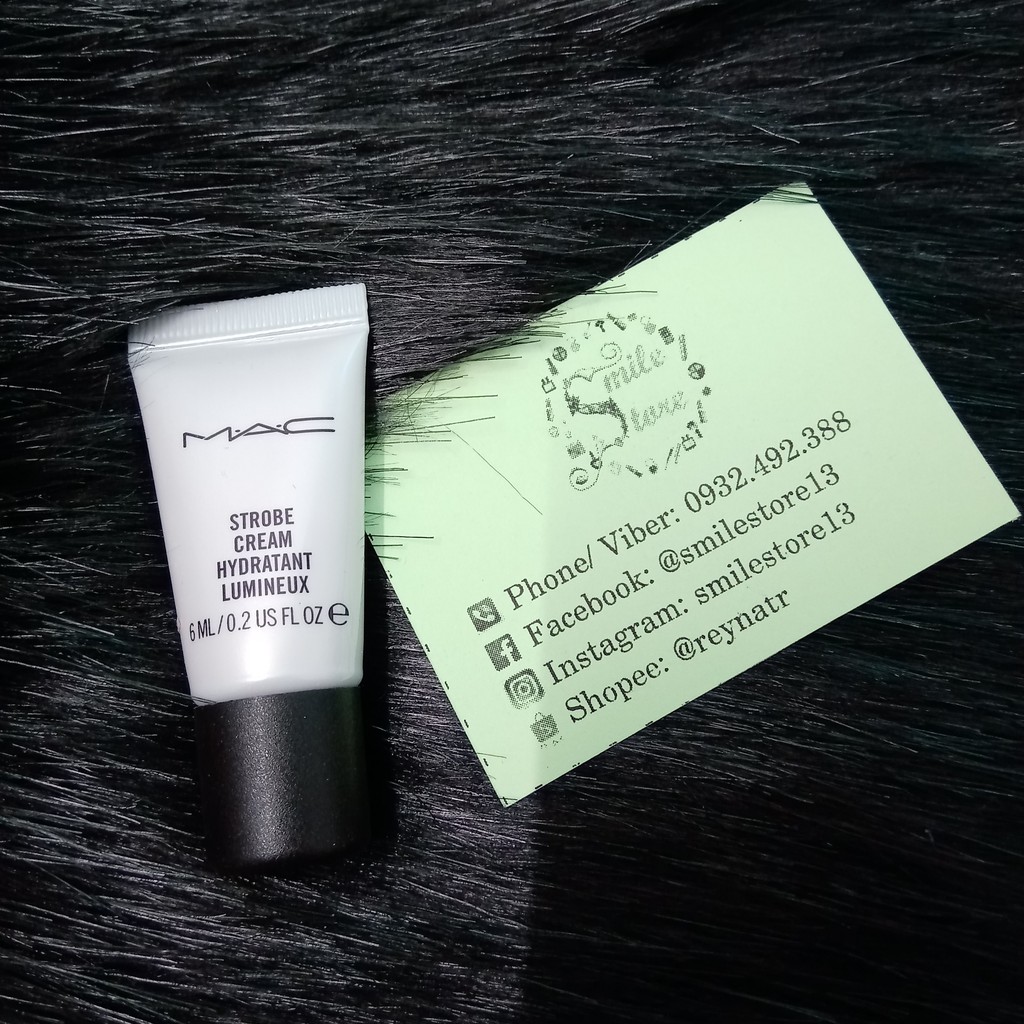 M·A·C
STROBE
CREAM
HYDRATANT
LUMINEUX
6 ML / 0.2 US FL OZ ℮
Smile
Store
Phone/ Viber: 0932.492.388
Facebook: @smilestore13
Instagram: smilestore13
Shopee: @reynatr